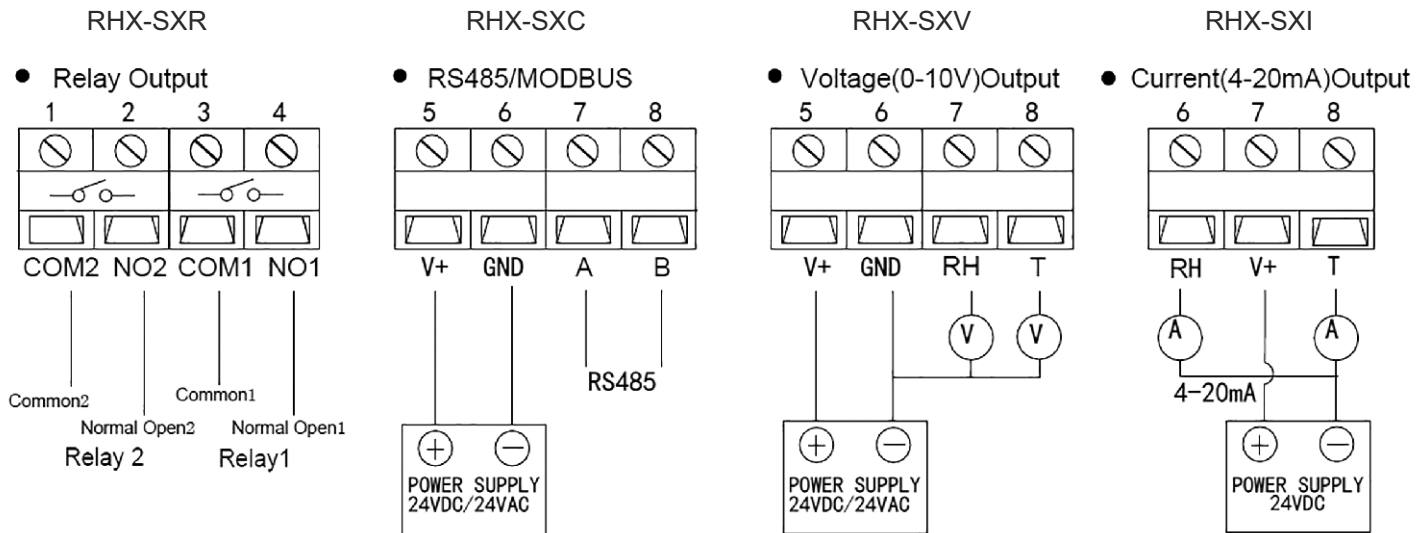 RHX-SXR RHX-SXC RHX-SXV RHX-SXI
● Relay Output
1 2 3 4
COM2 NO2 COM1 NO1
Common2
Common1
Normal Open2
Normal Open1
Relay 2
Relay1
● RS485/MODBUS
5 6 7 8
V+ GND A B
RS485
+ −
POWER SUPPLY
24VDC/24VAC
● Voltage(0-10V)Output
5 6 7 8
V+ GND RH T
V V
+ −
POWER SUPPLY
24VDC/24VAC
● Current(4-20mA)Output
6 7 8
RH V+ T
A A
4-20mA
+ −
POWER SUPPLY
24VDC